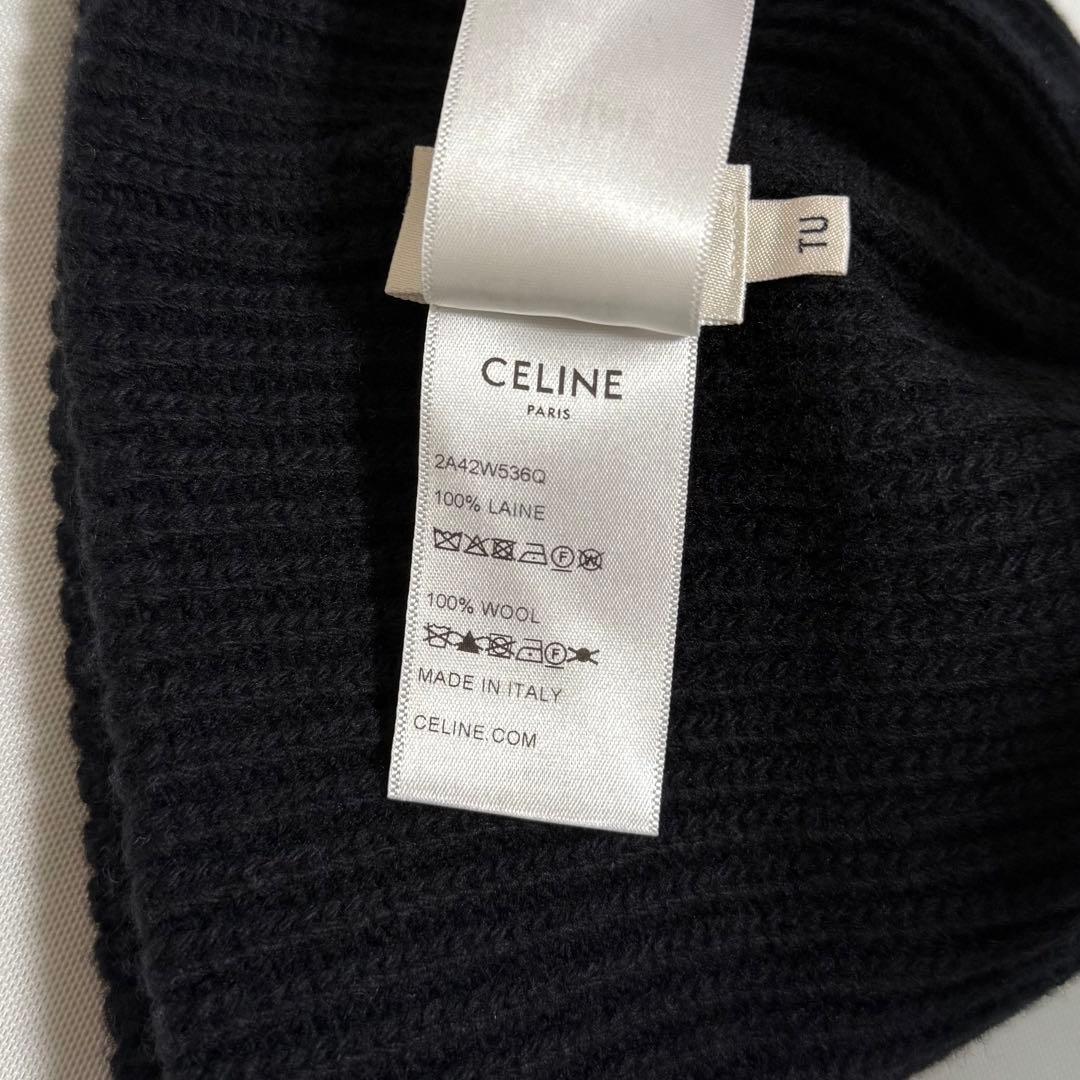 TU
CELINE
PARIS
2A42W536Q
100% LAINE
100% WOOL
MADE IN ITALY
CELINE.COM